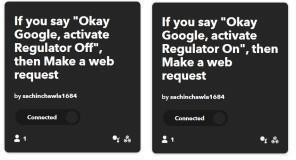 If you say "Okay
Google, activate
Regulator Off",
then Make a web
request
by sachinchawla1684
Connected
1
If you say "Okay
Google, activate
Regulator On", then
Make a web
request
by sachinchawla1684
Connected
1